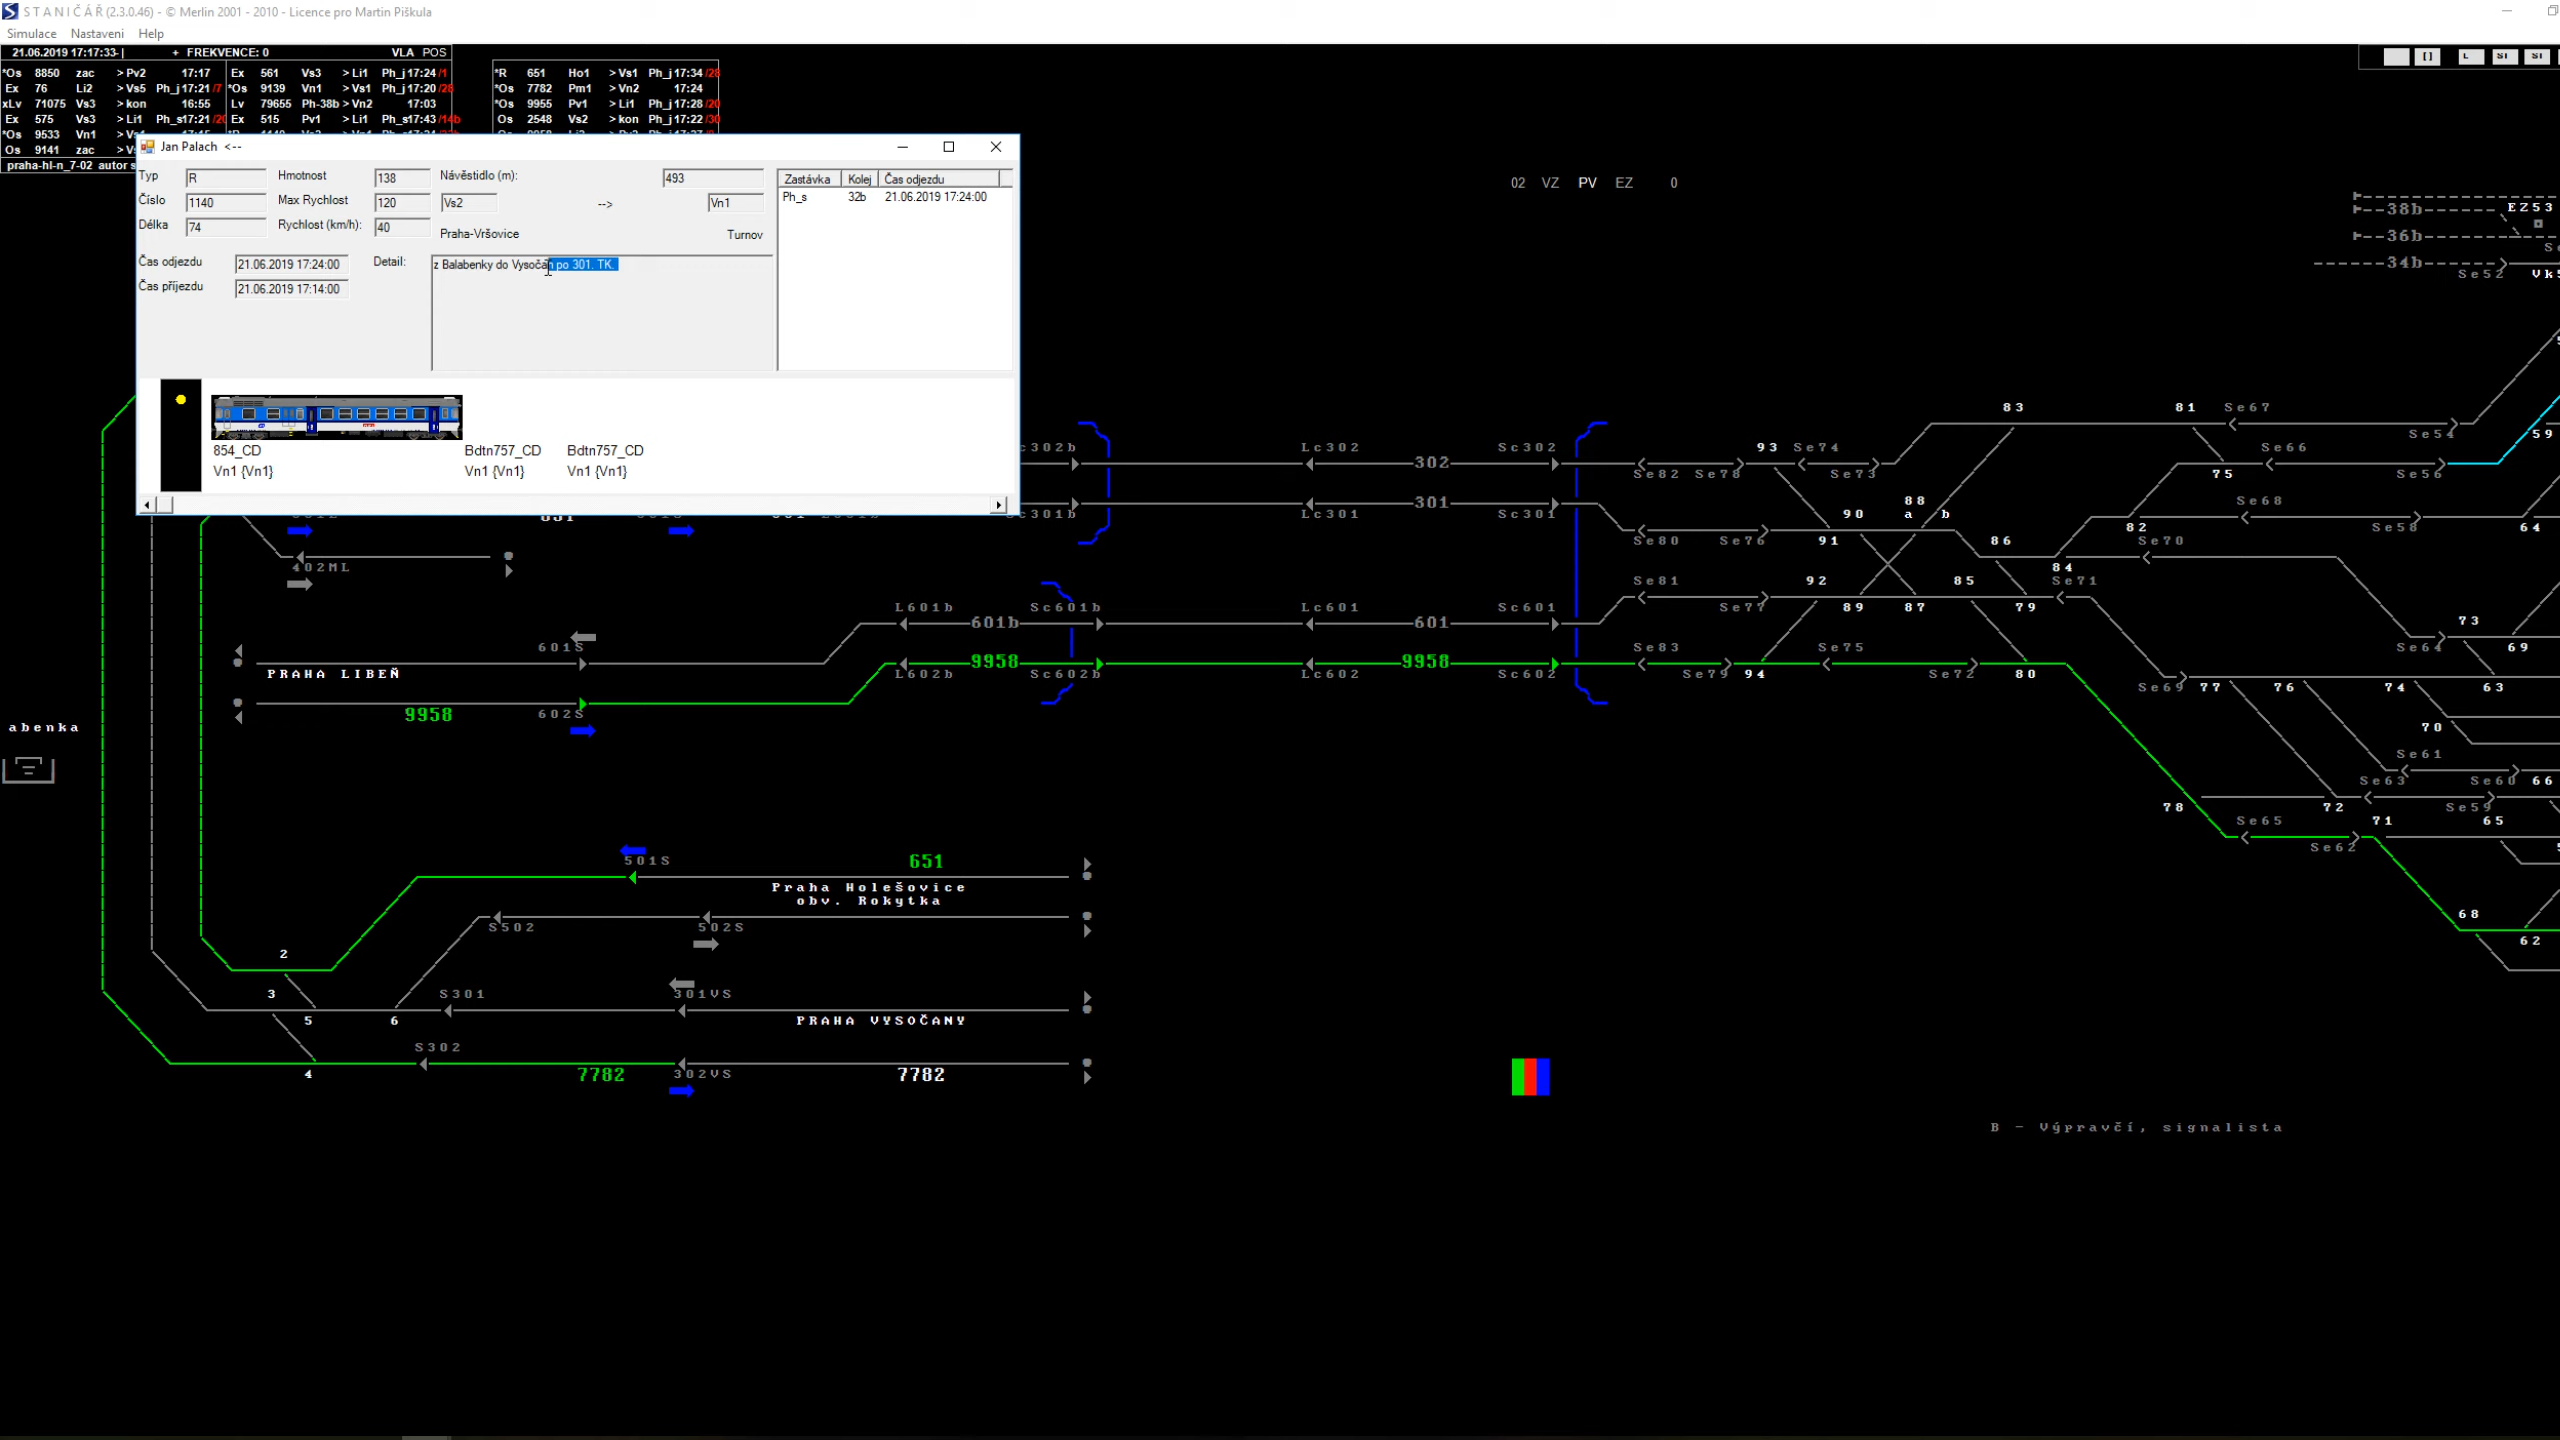 S T A N I Č Á Ř (2.3.0.46) - © Merlin 2001 - 2010 - Licence pro Martin Piškula
Simulace Nastaveni Help
21.06.2019 17:17:33- | + FREKVENCE: 0 VLA POS
*Os 8850 zac > Pv2 17:17 Ex 561 Vs3 > Li1 Ph_j 17:24 /1 *R 651 Ho1 > Vs1 Ph_j 17:34 /28
Ex 76 Li2 > Vs5 Ph_j 17:21 /7 *Os 9139 Vn1 > Vs1 Ph_j 17:20 /28 *Os 7782 Pm1 > Vn2 17:24
xLv 71075 Vs3 > kon 16:55 Lv 79655 Ph-38b > Vn2 17:03 *Os 9955 Pv1 > Li1 Ph_j 17:28 /20
Ex 575 Vs3 > Li1 Ph_s 17:21 /20 Ex 515 Pv1 > Li1 Ph_s 17:43 /14b Os 2548 Vs2 > kon Ph_j 17:22 /30
*Os 9533 Vn1
Os 9141 zac
praha-hl-n_7-02 autor s
Jan Palach <--
Typ R Hmotnost 138 Návěstidlo (m): 493
Číslo 1140 Max Rychlost 120 Vs2 --> Vn1
Délka 74 Rychlost (km/h): 40 Praha-Vršovice Turnov
Čas odjezdu 21.06.2019 17:24:00 Detail: z Balabenky do Vysočan po 301. TK.
Čas příjezdu 21.06.2019 17:14:00
Zastávka Kolej Čas odjezdu
Ph_s 32b 21.06.2019 17:24:00
854_CD Bdtn757_CD Bdtn757_CD
Vn1 {Vn1} Vn1 {Vn1} Vn1 {Vn1}
02 VZ PV EZ 0
38b EZ53
36b
34b Se52
83 81 Se67
Se54 59
c302b Lc302 Sc302 93 Se74 Se66
302
Se82 Se78 Se73 75 Se56
301 88 Se68
c301b Lc301 Sc301 90 a b
82 Se58 64
Se80 Se76 91 86 Se70
402ML
84
Se81 92 85 Se71
L601b Sc601b Lc601 Sc601 Se77 89 87 79
601b 601 73
601S Se83 Se75 Se64 69
9958 9958
PRAHA LIBEŇ L602b Sc602b Lc602 Sc602 Se79 94 Se72 80
Se69 77 76 74 63
9958 602S
abenka 70
Se61
Se63 Se60 66
78 72 Se59
Se65 71 65
Se62
501S 651
Praha Holešovice
obv. Rokytka
S502 502S
68
62
2
3 S301 301VS
5 6 PRAHA VYSOČANY
S302
4 7782 302VS 7782
B - Výpravčí, signalista